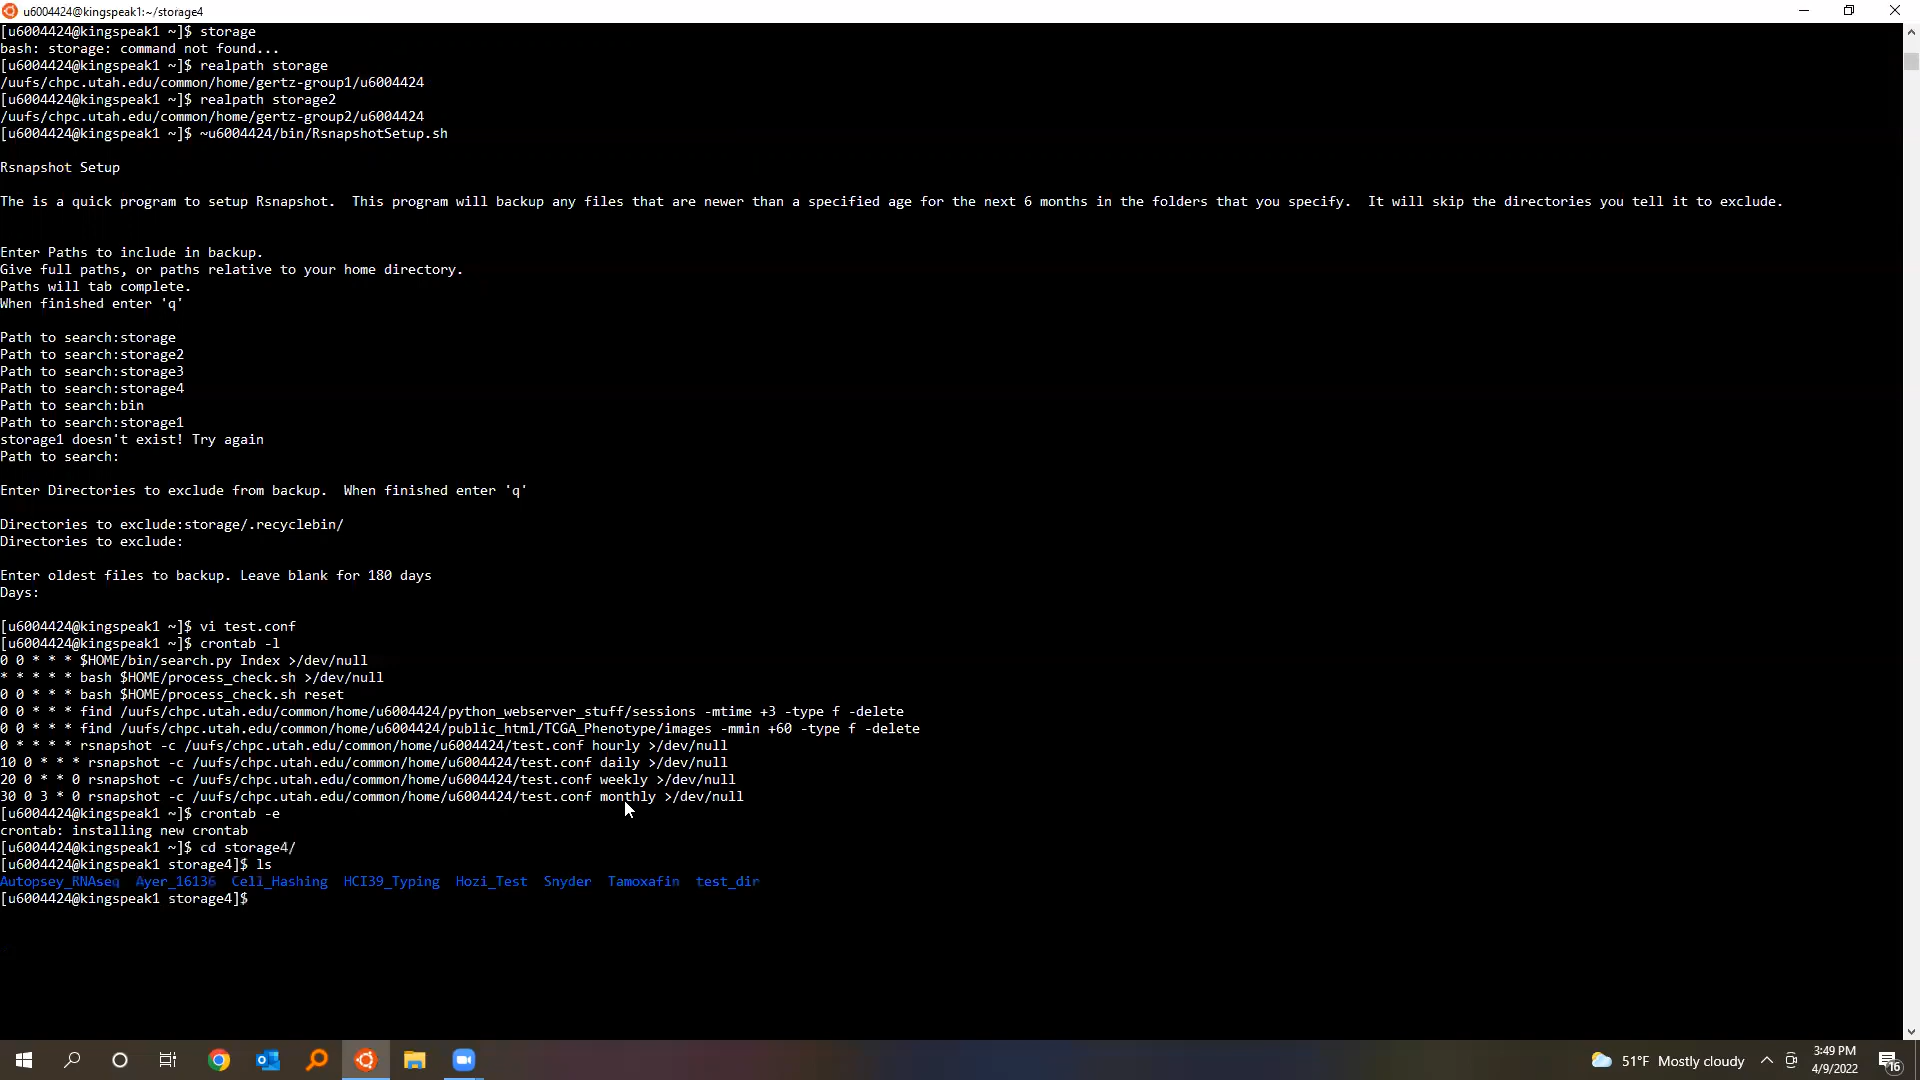 u6004424@kingspeak1:~/storage4
[u6004424@kingspeak1 ~]$ storage
bash: storage: command not found...
[u6004424@kingspeak1 ~]$ realpath storage
/uufs/chpc.utah.edu/common/home/gertz-group1/u6004424
[u6004424@kingspeak1 ~]$ realpath storage2
/uufs/chpc.utah.edu/common/home/gertz-group2/u6004424
[u6004424@kingspeak1 ~]$ ~u6004424/bin/RsnapshotSetup.sh
Rsnapshot Setup
The is a quick program to setup Rsnapshot.  This program will backup any files that are newer than a specified age for the next 6 months in the folders that you specify.  It will skip the directories you tell it to exclude.
Enter Paths to include in backup.
Give full paths, or paths relative to your home directory.
Paths will tab complete.
When finished enter 'q'
Path to search:storage
Path to search:storage2
Path to search:storage3
Path to search:storage4
Path to search:bin
Path to search:storage1
storage1 doesn't exist! Try again
Path to search:
Enter Directories to exclude from backup.  When finished enter 'q'
Directories to exclude:storage/.recyclebin/
Directories to exclude:
Enter oldest files to backup. Leave blank for 180 days
Days:
[u6004424@kingspeak1 ~]$ vi test.conf
[u6004424@kingspeak1 ~]$ crontab -l
0 0 * * * $HOME/bin/search.py Index >/dev/null
* * * * * bash $HOME/process_check.sh >/dev/null
0 0 * * * bash $HOME/process_check.sh reset
0 0 * * * find /uufs/chpc.utah.edu/common/home/u6004424/python_webserver_stuff/sessions -mtime +3 -type f -delete
0 0 * * * find /uufs/chpc.utah.edu/common/home/u6004424/public_html/TCGA_Phenotype/images -mmin +60 -type f -delete
0 * * * * rsnapshot -c /uufs/chpc.utah.edu/common/home/u6004424/test.conf hourly >/dev/null
10 0 * * * rsnapshot -c /uufs/chpc.utah.edu/common/home/u6004424/test.conf daily >/dev/null
20 0 * * 0 rsnapshot -c /uufs/chpc.utah.edu/common/home/u6004424/test.conf weekly >/dev/null
30 0 3 * 0 rsnapshot -c /uufs/chpc.utah.edu/common/home/u6004424/test.conf monthly >/dev/null
[u6004424@kingspeak1 ~]$ crontab -e
crontab: installing new crontab
[u6004424@kingspeak1 ~]$ cd storage4/
[u6004424@kingspeak1 storage4]$ ls
Autopsey_RNAseq  Ayer_16136  Cell_Hashing  HCI39_Typing  Hozi_Test  Snyder  Tamoxafin  test_dir
[u6004424@kingspeak1 storage4]$
51°F  Mostly cloudy
3:49 PM
4/9/2022
16